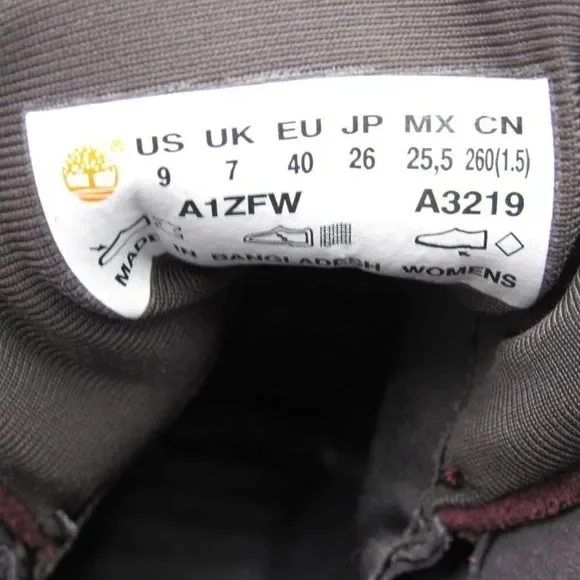 US UK EU JP MX CN
9 7 40 26 25,5 260(1.5)
A1ZFW A3219
MADE IN BANGLADESH WOMENS